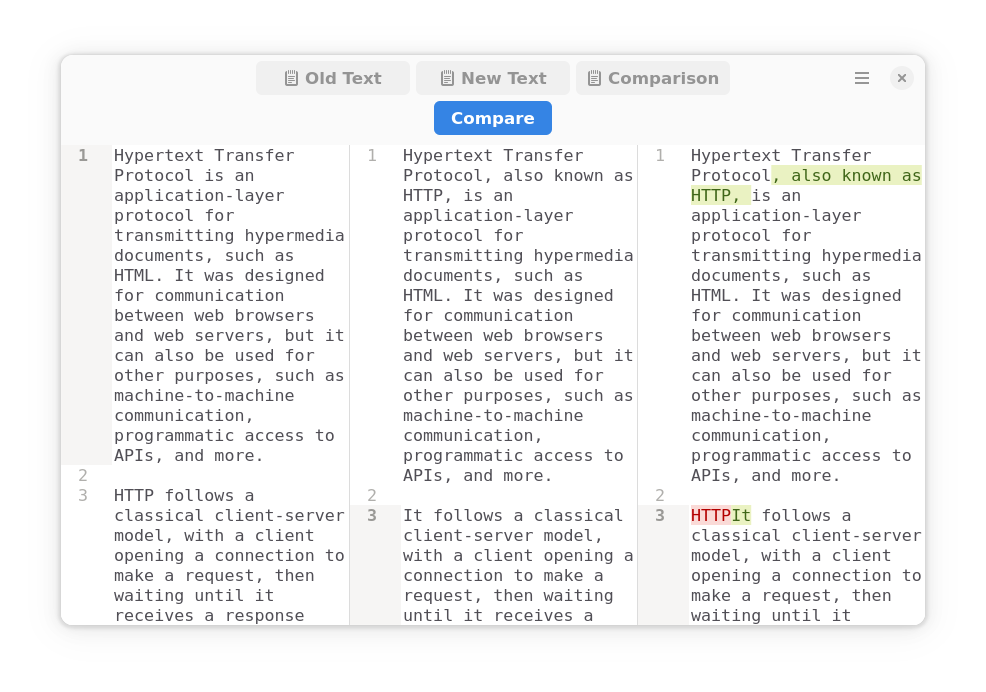 Old Text
New Text
Comparison
Compare
1 Hypertext Transfer
Protocol is an
application-layer
protocol for
transmitting hypermedia
documents, such as
HTML. It was designed
for communication
between web browsers
and web servers, but it
can also be used for
other purposes, such as
machine-to-machine
communication,
programmatic access to
APIs, and more.
2
3 HTTP follows a
classical client-server
model, with a client
opening a connection to
make a request, then
waiting until it
receives a response
1 Hypertext Transfer
Protocol, also known as
HTTP, is an
application-layer
protocol for
transmitting hypermedia
documents, such as
HTML. It was designed
for communication
between web browsers
and web servers, but it
can also be used for
other purposes, such as
machine-to-machine
communication,
programmatic access to
APIs, and more.
2
3 It follows a classical
client-server model,
with a client opening a
connection to make a
request, then waiting
until it receives a
1 Hypertext Transfer
Protocol, also known as
HTTP, is an
application-layer
protocol for
transmitting hypermedia
documents, such as
HTML. It was designed
for communication
between web browsers
and web servers, but it
can also be used for
other purposes, such as
machine-to-machine
communication,
programmatic access to
APIs, and more.
2
3 HTTPIt follows a
classical client-server
model, with a client
opening a connection to
make a request, then
waiting until it